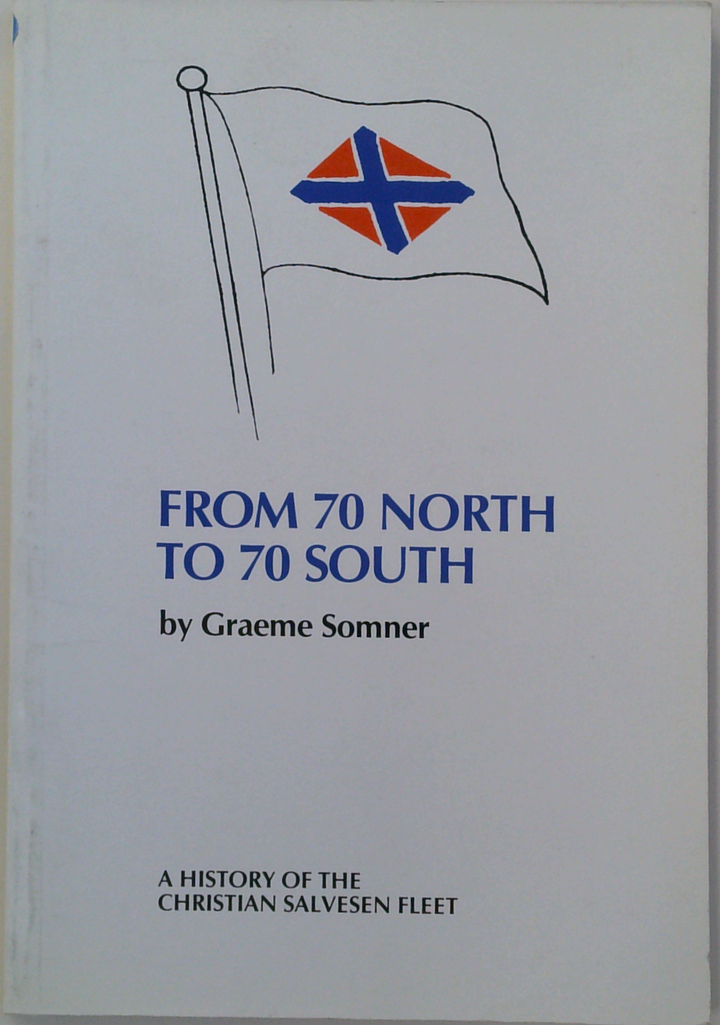 FROM 70 NORTH
TO 70 SOUTH
by Graeme Somner
A HISTORY OF THE
CHRISTIAN SALVESEN FLEET